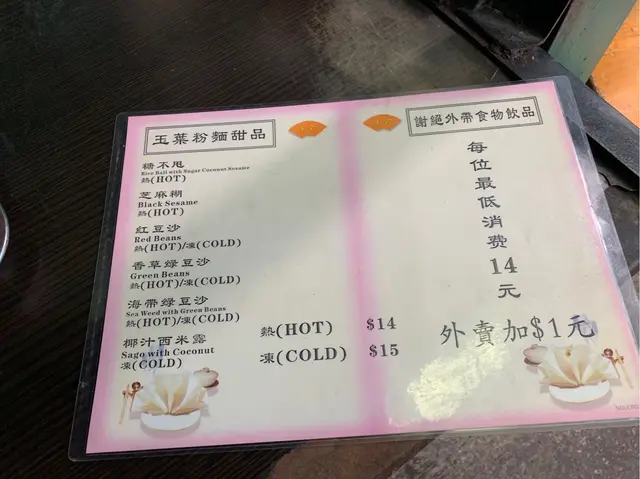 玉葉粉麵甜品
糖不甩
Rice Ball with Sugar Coconut Sesame
熱(HOT)
芝麻糊
Black Sesame
熱(HOT)
紅豆沙
Red Beans
熱(HOT)/凍(COLD)
香草綠豆沙
Green Beans
熱(HOT)/凍(COLD)
海帶綠豆沙
Sea Weed with Green Beans
熱(HOT)/凍(COLD)
椰汁西米露
Sago with Coconut
凍(COLD)
熱(HOT) $14
凍(COLD) $15
謝絕外帶食物飲品
每位最低消费14元
外賣加$1元